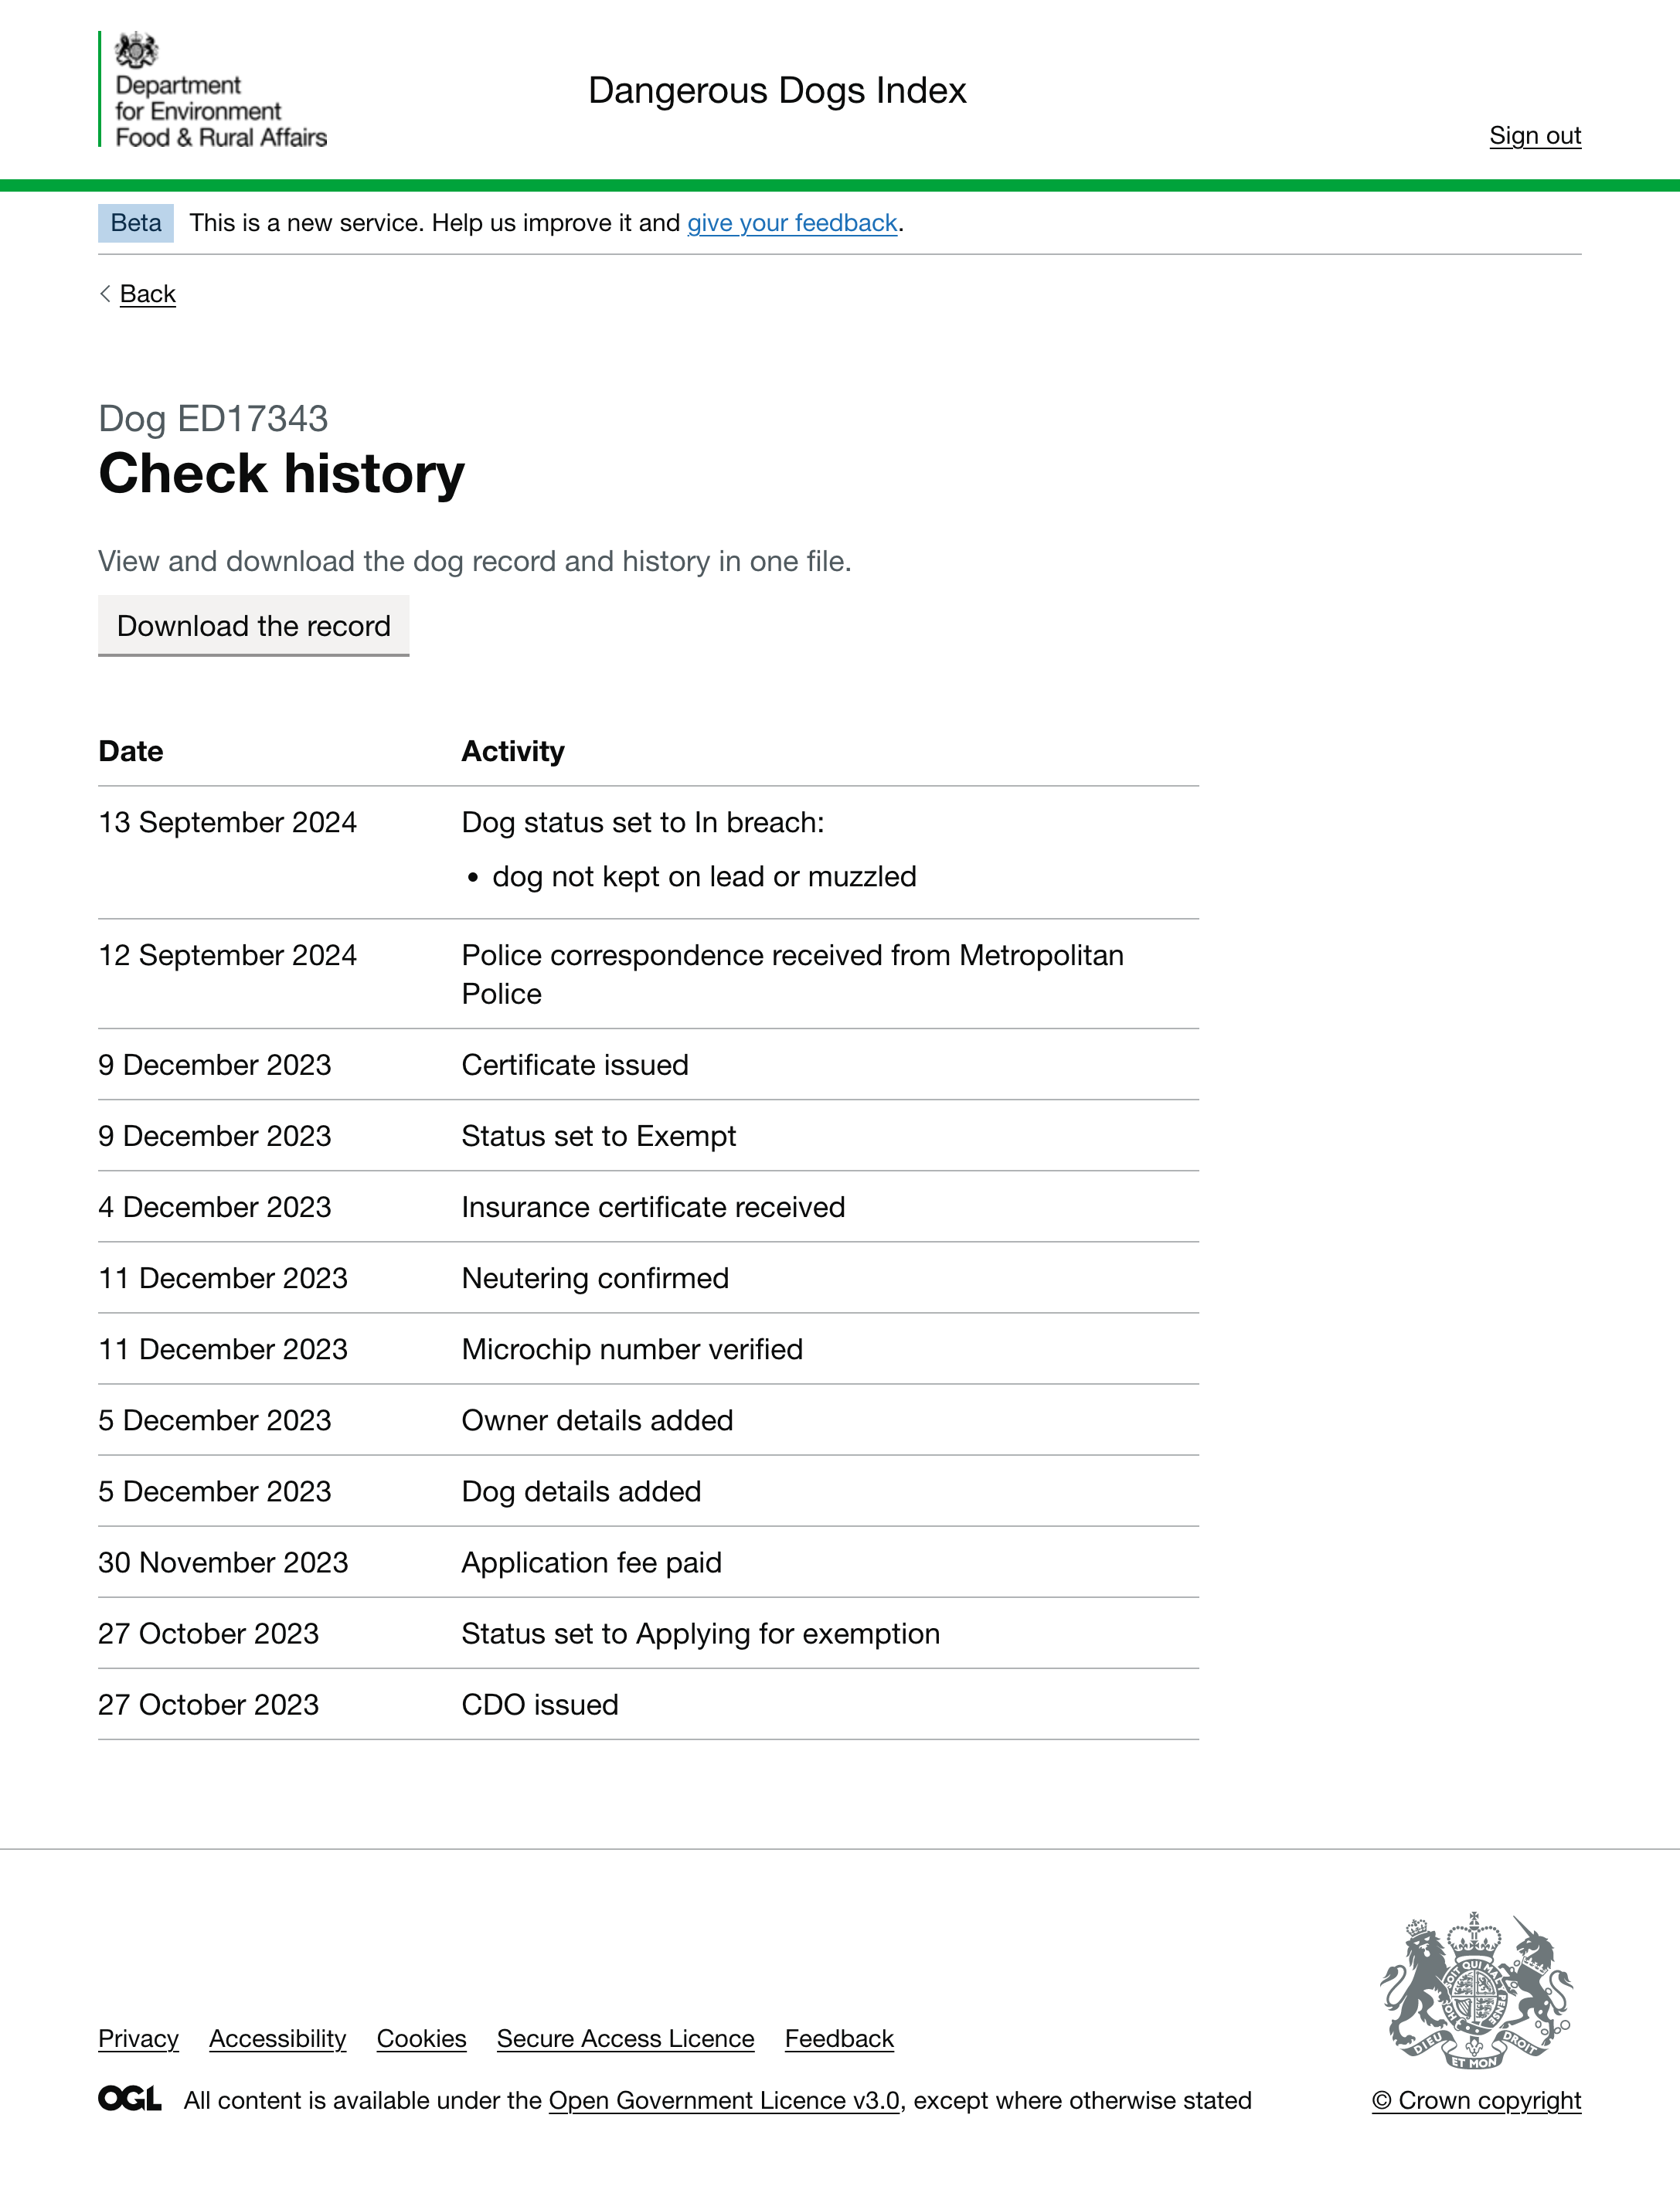 Department
for Environment
Food & Rural Affairs
Dangerous Dogs Index
Sign out
Beta This is a new service. Help us improve it and give your feedback.
Back
Dog ED17343
Check history
View and download the dog record and history in one file.
Download the record
Date Activity
13 September 2024 Dog status set to In breach:
• dog not kept on lead or muzzled
12 September 2024 Police correspondence received from Metropolitan
Police
9 December 2023 Certificate issued
9 December 2023 Status set to Exempt
4 December 2023 Insurance certificate received
11 December 2023 Neutering confirmed
11 December 2023 Microchip number verified
5 December 2023 Owner details added
5 December 2023 Dog details added
30 November 2023 Application fee paid
27 October 2023 Status set to Applying for exemption
27 October 2023 CDO issued
Privacy Accessibility Cookies Secure Access Licence Feedback
OGL All content is available under the Open Government Licence v3.0, except where otherwise stated
SOIT QUI MAL
DIEU ET MON DROIT
© Crown copyright